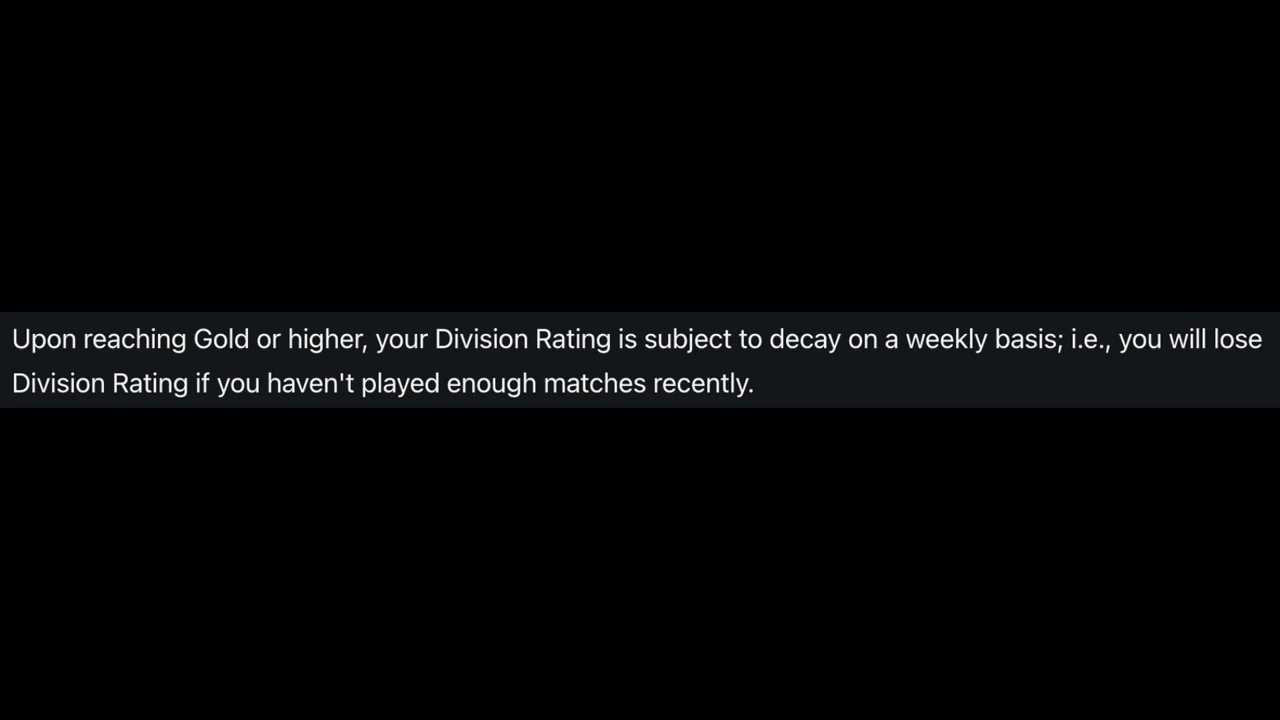 Upon reaching Gold or higher, your Division Rating is subject to decay on a weekly basis; i.e., you will lose
Division Rating if you haven't played enough matches recently.